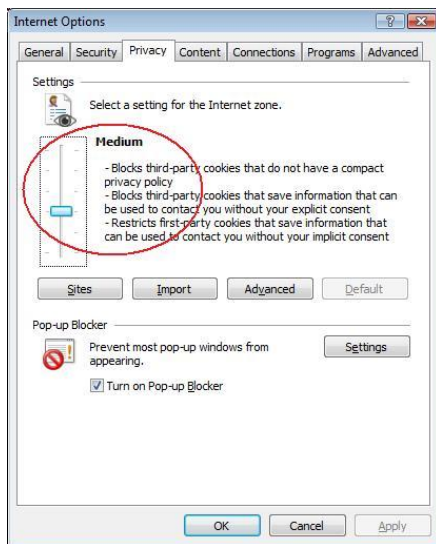 Internet Options
General Security Privacy Content Connections Programs Advanced
Settings
Select a setting for the Internet zone.
Medium
- Blocks third-party cookies that do not have a compact
privacy policy
- Blocks third-party cookies that save information that can
be used to contact you without your explicit consent
- Restricts first-party cookies that save information that
can be used to contact you without your implicit consent
Sites Import Advanced Default
Pop-up Blocker
Prevent most pop-up windows from
appearing.
Settings
Turn on Pop-up Blocker
OK Cancel Apply